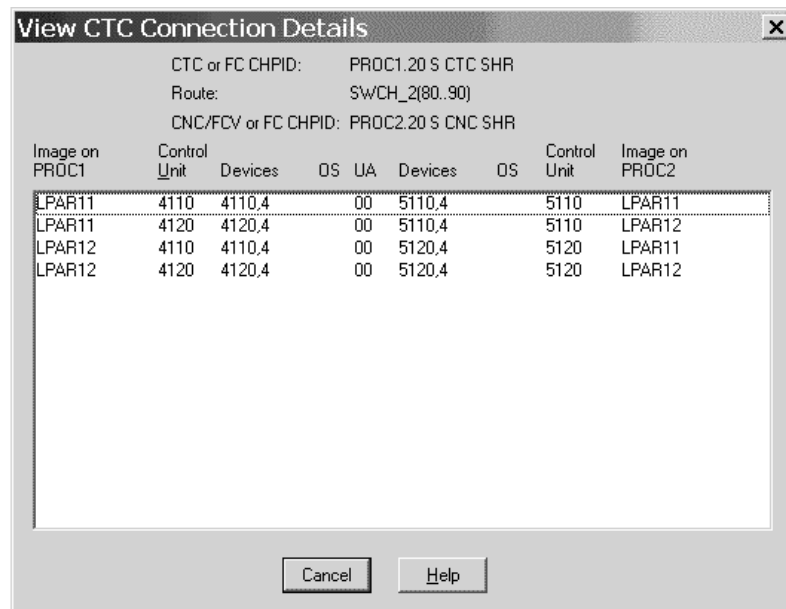 View CTC Connection Details
CTC or FC CHPID: PROC1.20 S CTC SHR
Route: SWCH_2(80..90)
CNC/FCV or FC CHPID: PROC2.20 S CNC SHR
Image on PROC1 Control Unit Devices OS UA Devices OS Control Unit Image on PROC2
LPAR11 4110 4110,4 00 5110,4 5110 LPAR11
LPAR11 4120 4120,4 00 5110,4 5110 LPAR12
LPAR12 4110 4110,4 00 5120,4 5120 LPAR11
LPAR12 4120 4120,4 00 5120,4 5120 LPAR12
Cancel Help